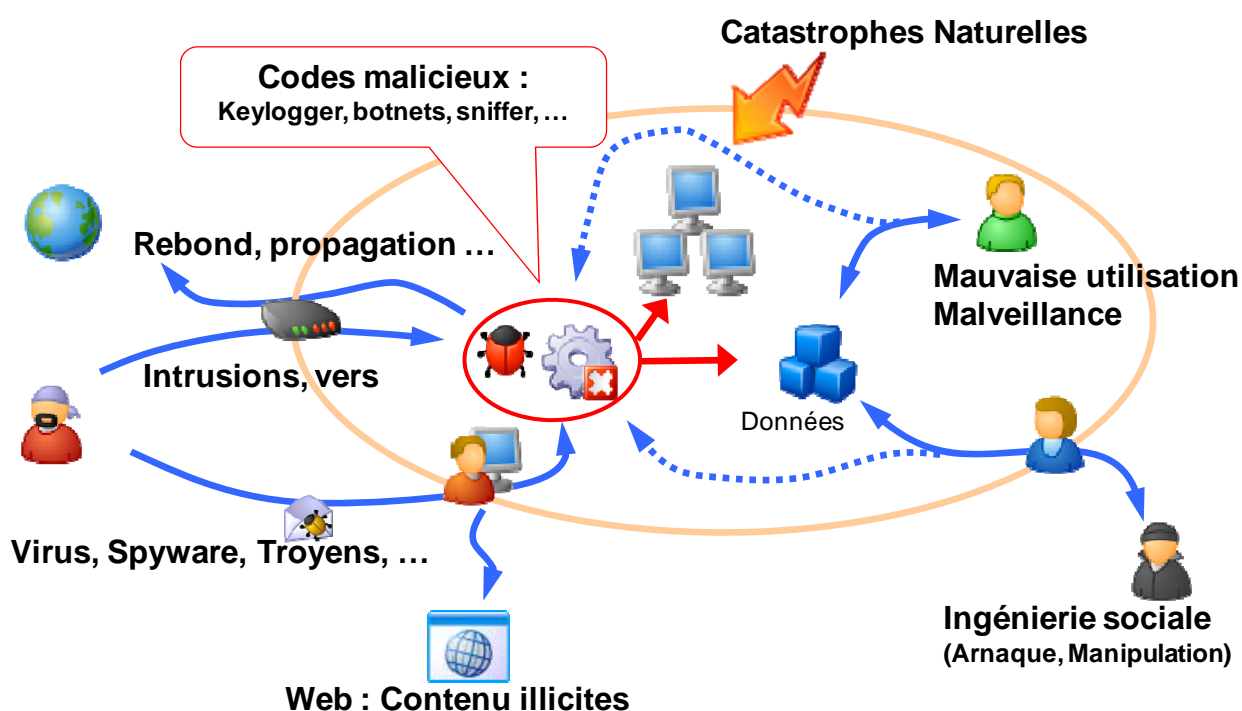 Catastrophes Naturelles
Codes malicieux :
Keylogger, botnets, sniffer, …
Rebond, propagation …
Mauvaise utilisation
Malveillance
Intrusions, vers
Données
Virus, Spyware, Troyens, …
Ingénierie sociale
(Arnaque, Manipulation)
Web : Contenu illicites